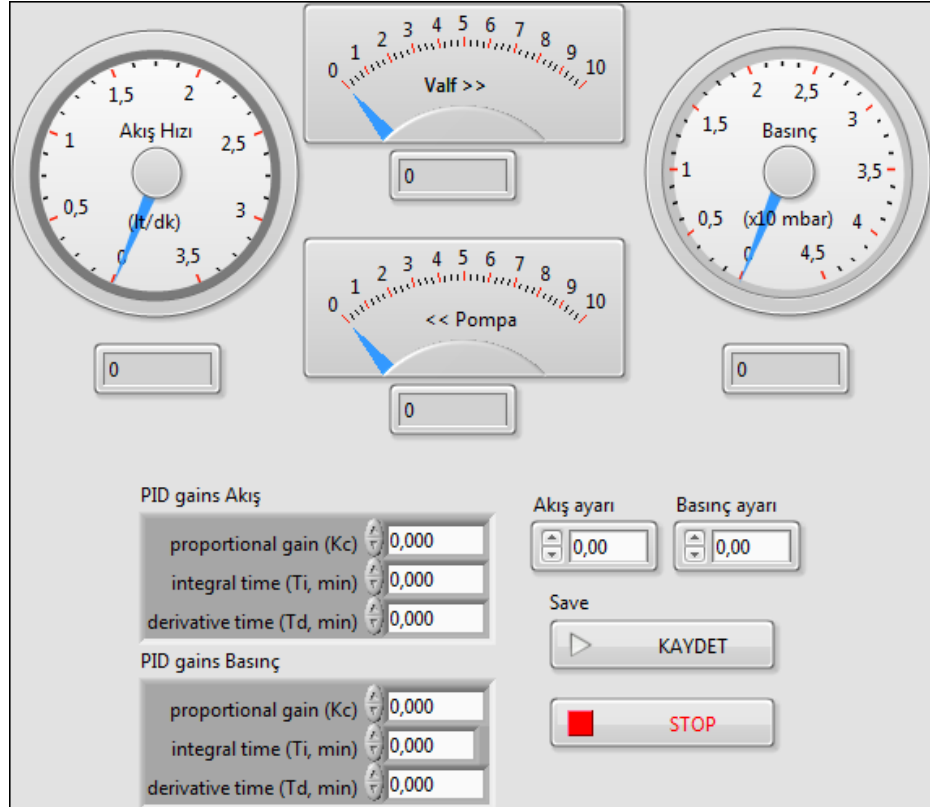 0 0,5 1 1,5 2 2,5 3 3,5
Akış Hızı
(lt/dk)
0
0 1 2 3 4 5 6 7 8 9 10
Valf >>
0
0 1 2 3 4 5 6 7 8 9 10
<< Pompa
0
0 0,5 1 1,5 2 2,5 3 3,5 4 4,5
Basınç
(x10 mbar)
0
PID gains Akış
proportional gain (Kc) 0,000
integral time (Ti, min) 0,000
derivative time (Td, min) 0,000
PID gains Basınç
proportional gain (Kc) 0,000
integral time (Ti, min) 0,000
derivative time (Td, min) 0,000
Akış ayarı
0,00
Basınç ayarı
0,00
Save
KAYDET
STOP